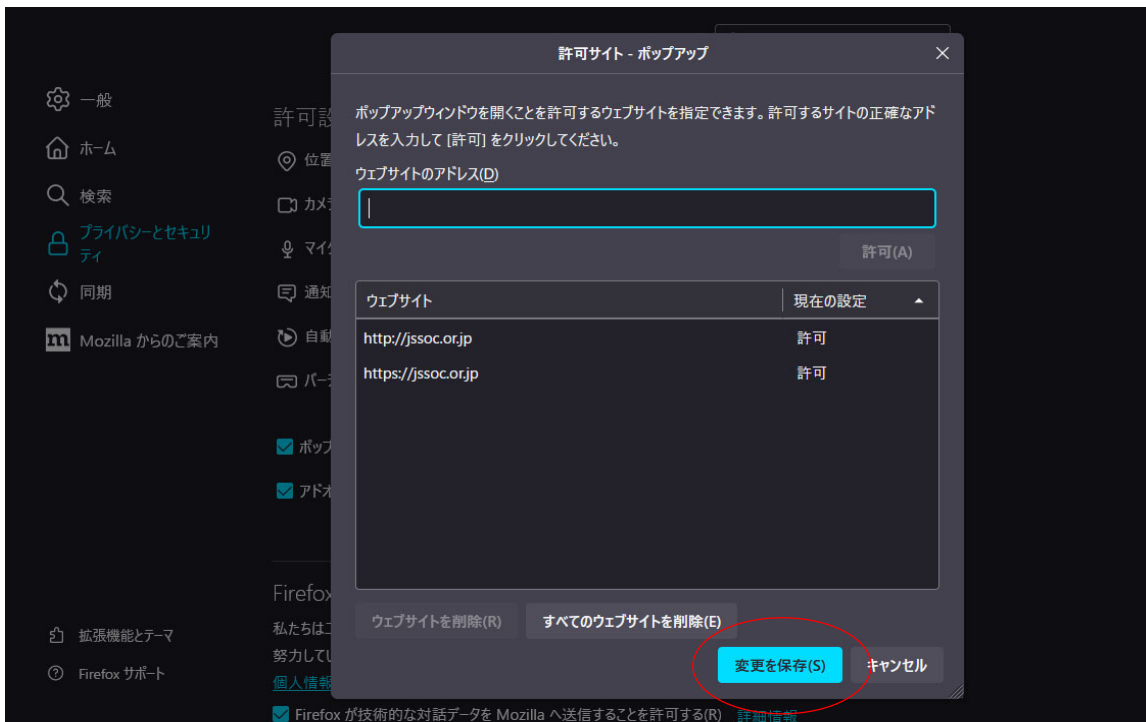 許可サイト - ポップアップ
一般
ホーム
検索
プライバシーとセキュリ
ティ
同期
Mozilla からのご案内
拡張機能とテーマ
Firefox サポート
許可設
位置
カメラ
マイク
通知
自動
バーチ
ポップ
アドオ
Firefox
私たちはユ
努力してい
個人情報
Firefox が技術的な対話データを Mozilla へ送信することを許可する(R) 詳細情報
ポップアップウィンドウを開くことを許可するウェブサイトを指定できます。許可するサイトの正確なアド
レスを入力して [許可] をクリックしてください。
ウェブサイトのアドレス(D)
許可(A)
ウェブサイト 現在の設定
http://jssoc.or.jp 許可
https://jssoc.or.jp 許可
ウェブサイトを削除(R) すべてのウェブサイトを削除(E)
変更を保存(S) キャンセル